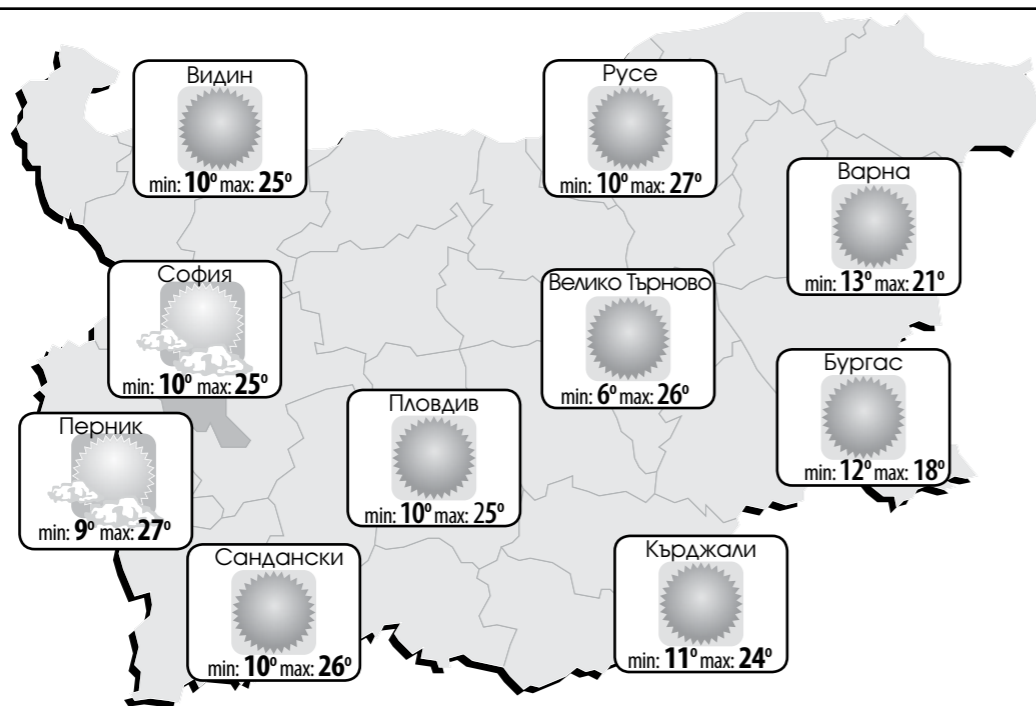 Видин
min: 10° max: 25°
Русе
min: 10° max: 27°
Варна
min: 13° max: 21°
София
min: 10° max: 25°
Велико Търново
min: 6° max: 26°
Бургас
min: 12° max: 18°
Пловдив
min: 10° max: 25°
Перник
min: 9° max: 27°
Сандански
min: 10° max: 26°
Кърджали
min: 11° max: 24°